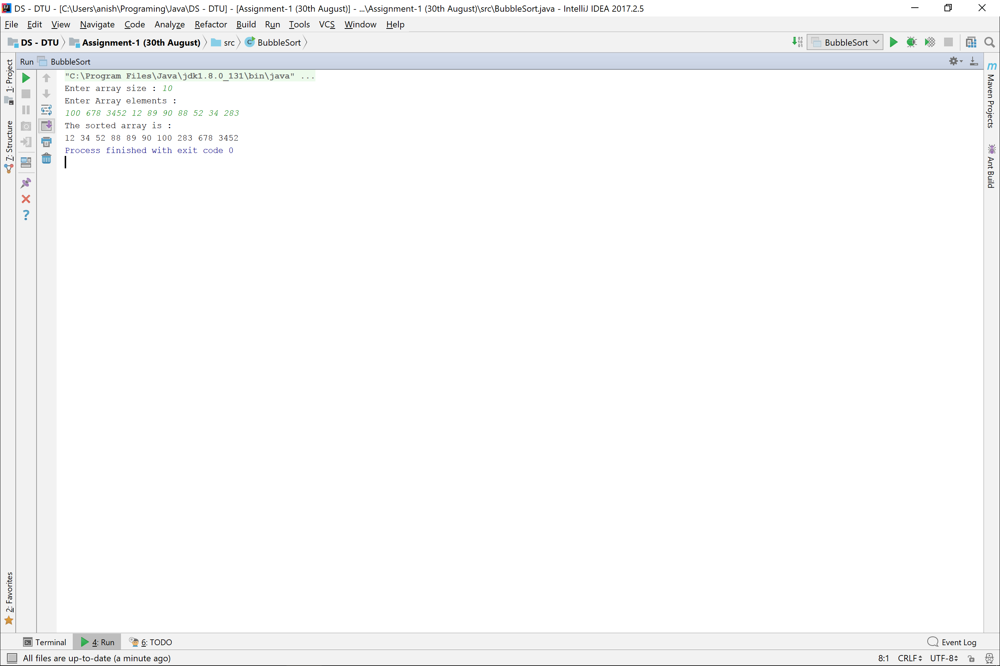 DS - DTU - [C:\Users\anish\Programing\Java\DS - DTU] - [Assignment-1 (30th August)] - ...\Assignment-1 (30th August)\src\BubbleSort.java - IntelliJ IDEA 2017.2.5
File Edit View Navigate Code Analyze Refactor Build Run Tools VCS Window Help
DS - DTU Assignment-1 (30th August) src BubbleSort
BubbleSort
Run BubbleSort
1: Project
7: Structure
2: Favorites
"C:\Program Files\Java\jdk1.8.0_131\bin\java" ...
Enter array size : 10
Enter Array elements :
100 678 3452 12 89 90 88 52 34 283
The sorted array is :
12 34 52 88 89 90 100 283 678 3452
Process finished with exit code 0
Maven Projects
Ant Build
Terminal 4: Run 6: TODO Event Log
All files are up-to-date (a minute ago) 8:1 CRLF UTF-8